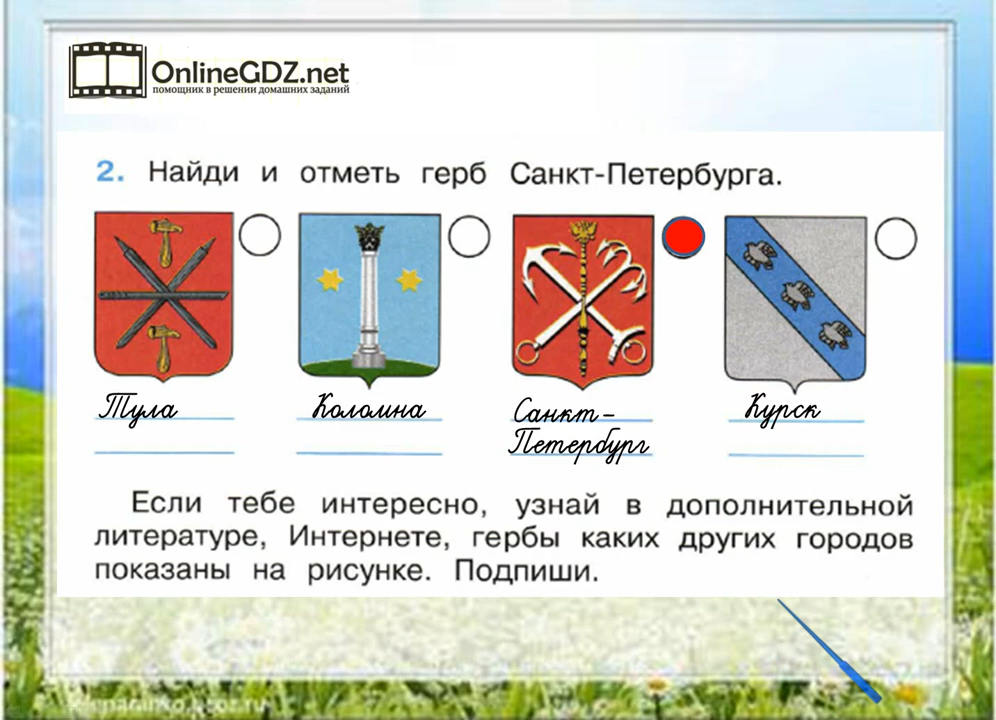 OnlineGDZ.net
помощник в решении домашних заданий
2. Найди и отметь герб Санкт-Петербурга.
Тула Коломна Санкт-
Петербург Курск
Если тебе интересно, узнай в дополнительной
литературе, Интернете, гербы каких других городов
показаны на рисунке. Подпиши.